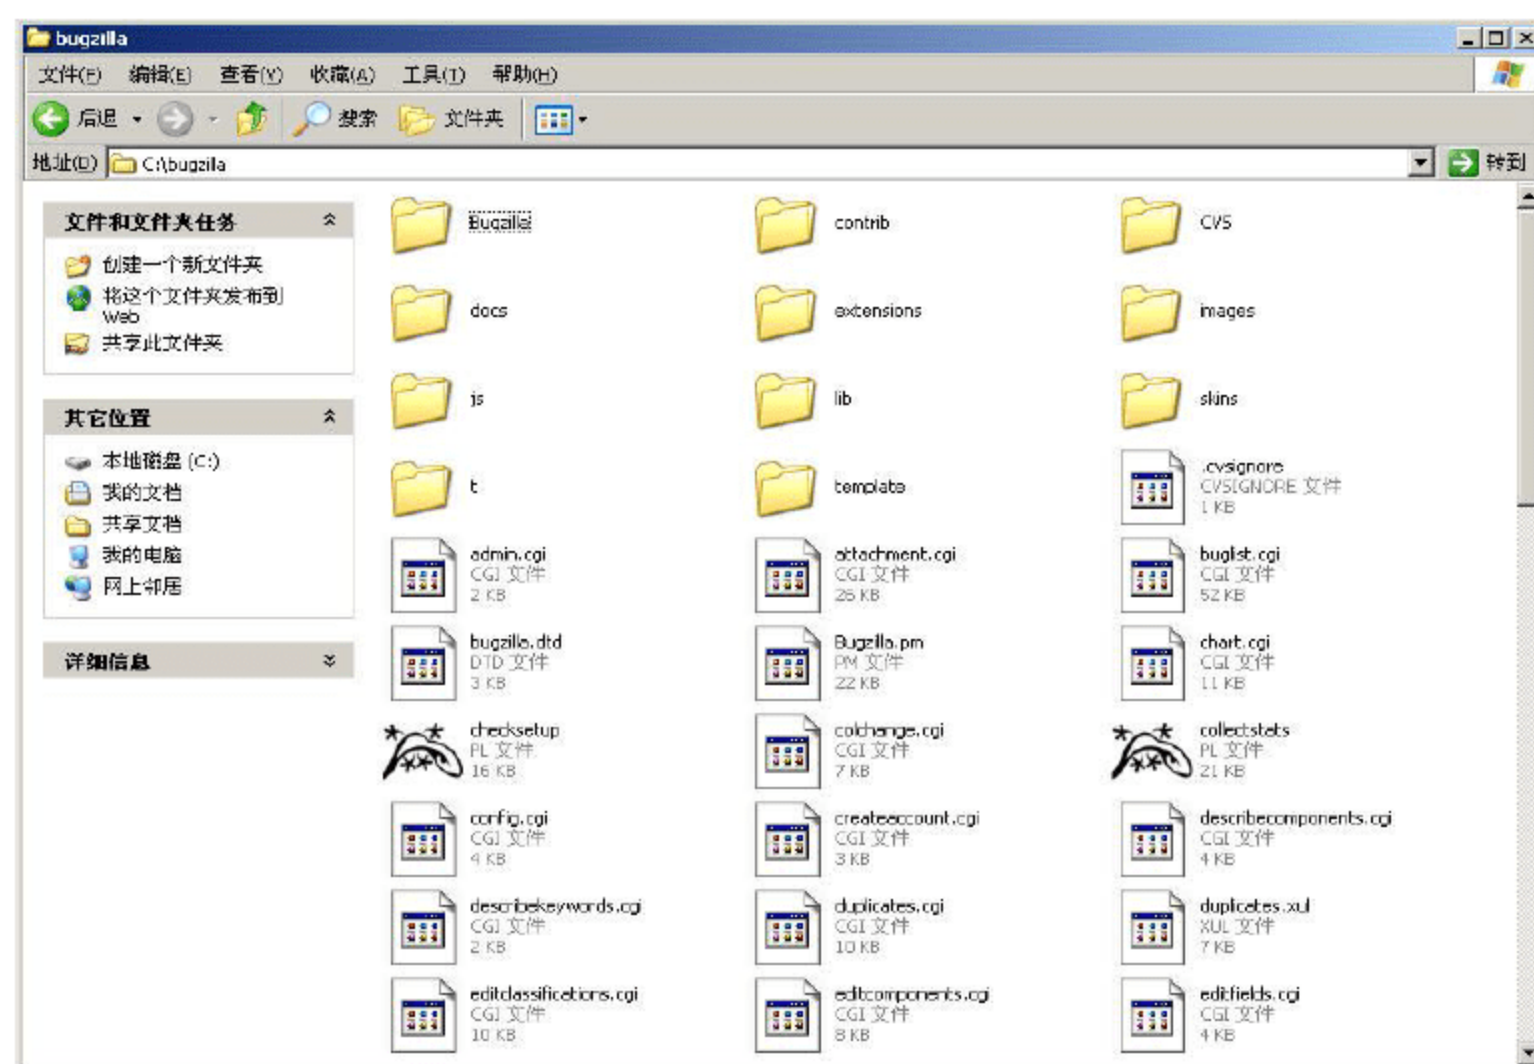 bugzilla
文件(F) 编辑(E) 查看(V) 收藏(A) 工具(T) 帮助(H)
后退 搜索 文件夹
地址(D) C:\bugzilla 转到
文件和文件夹任务
创建一个新文件夹
将这个文件夹发布到
Web
共享此文件夹
其它位置
本地磁盘 (C:)
我的文档
共享文档
我的电脑
网上邻居
详细信息
Bugzilla contrib CVS
docs extensions images
js lib skins
t template .cvsignore
CVSIGNORE 文件
1 KB
admin.cgi attachment.cgi buglist.cgi
CGI 文件 CGI 文件 CGI 文件
2 KB 26 KB 52 KB
bugzilla.dtd Bugzilla.pm chart.cgi
DTD 文件 PM 文件 CGI 文件
3 KB 22 KB 11 KB
checksetup colchange.cgi collectstats
PL 文件 CGI 文件 PL 文件
16 KB 7 KB 21 KB
config.cgi createaccount.cgi describecomponents.cgi
CGI 文件 CGI 文件 CGI 文件
4 KB 3 KB 4 KB
describekeywords.cgi duplicates.cgi duplicates.xul
CGI 文件 CGI 文件 XUL 文件
2 KB 10 KB 7 KB
editclassifications.cgi editcomponents.cgi editfields.cgi
CGI 文件 CGI 文件 CGI 文件
10 KB 8 KB 4 KB